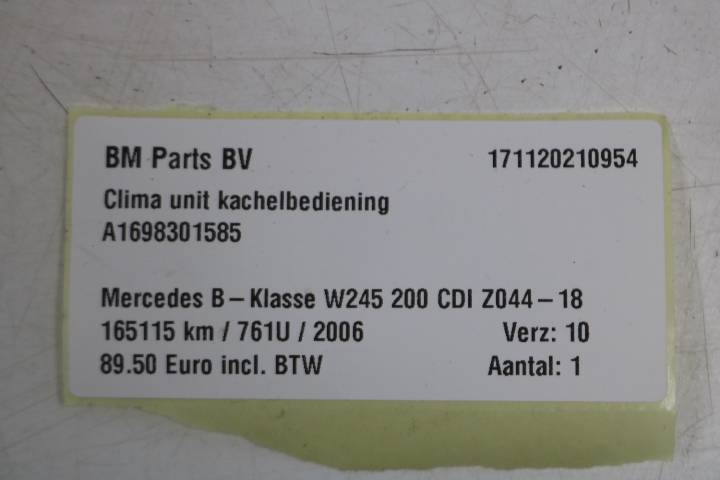 BM Parts BV 171120210954
Clima unit kachelbediening
A1698301585
Mercedes B - Klasse W245 200 CDI Z044 - 18
165115 km / 761U / 2006 Verz: 10
89.50 Euro incl. BTW Aantal: 1